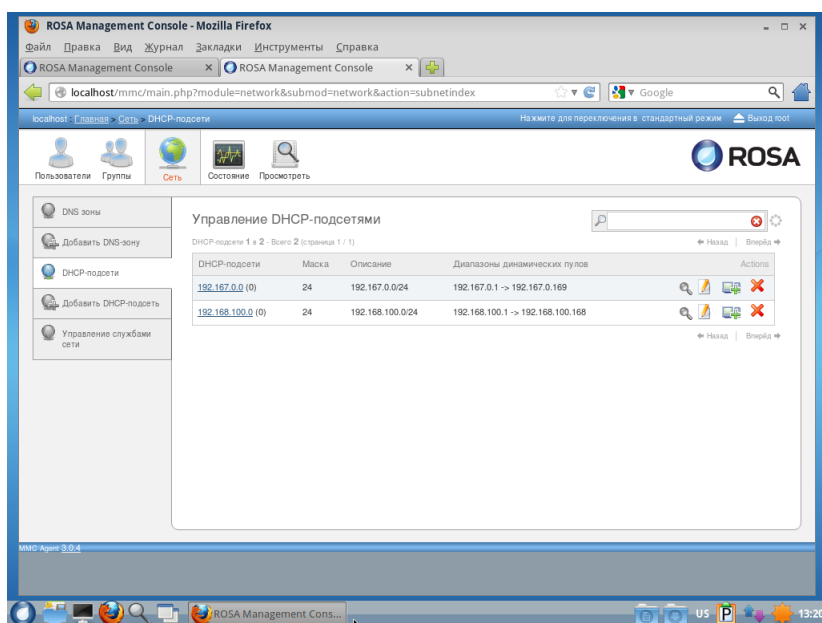 ROSA Management Console - Mozilla Firefox
Файл Правка Вид Журнал Закладки Инструменты Справка
ROSA Management Console ROSA Management Console
localhost/mmc/main.php?module=network&submod=network&action=subnetindex Google
localhost : Главная > Сеть > DHCP-подсети Нажмите для переключения в стандартный режим Выход root
Пользователи Группы Сеть Состояние Просмотреть ROSA
DNS зоны
Добавить DNS-зону
DHCP-подсети
Добавить DHCP-подсеть
Управление службами
сети
Управление DHCP-подсетями
DHCP-подсети 1 в 2 - Всего 2 (страница 1 / 1) Назад | Вперёд
DHCP-подсети Маска Описание Диапазоны динамических пулов Actions
192.167.0.0 (0) 24 192.167.0.0/24 192.167.0.1 -> 192.167.0.169
192.168.100.0 (0) 24 192.168.100.0/24 192.168.100.1 -> 192.168.100.168
Назад | Вперёд
MMC Agent 3.0.4
ROSA Management Cons... US P 13:20